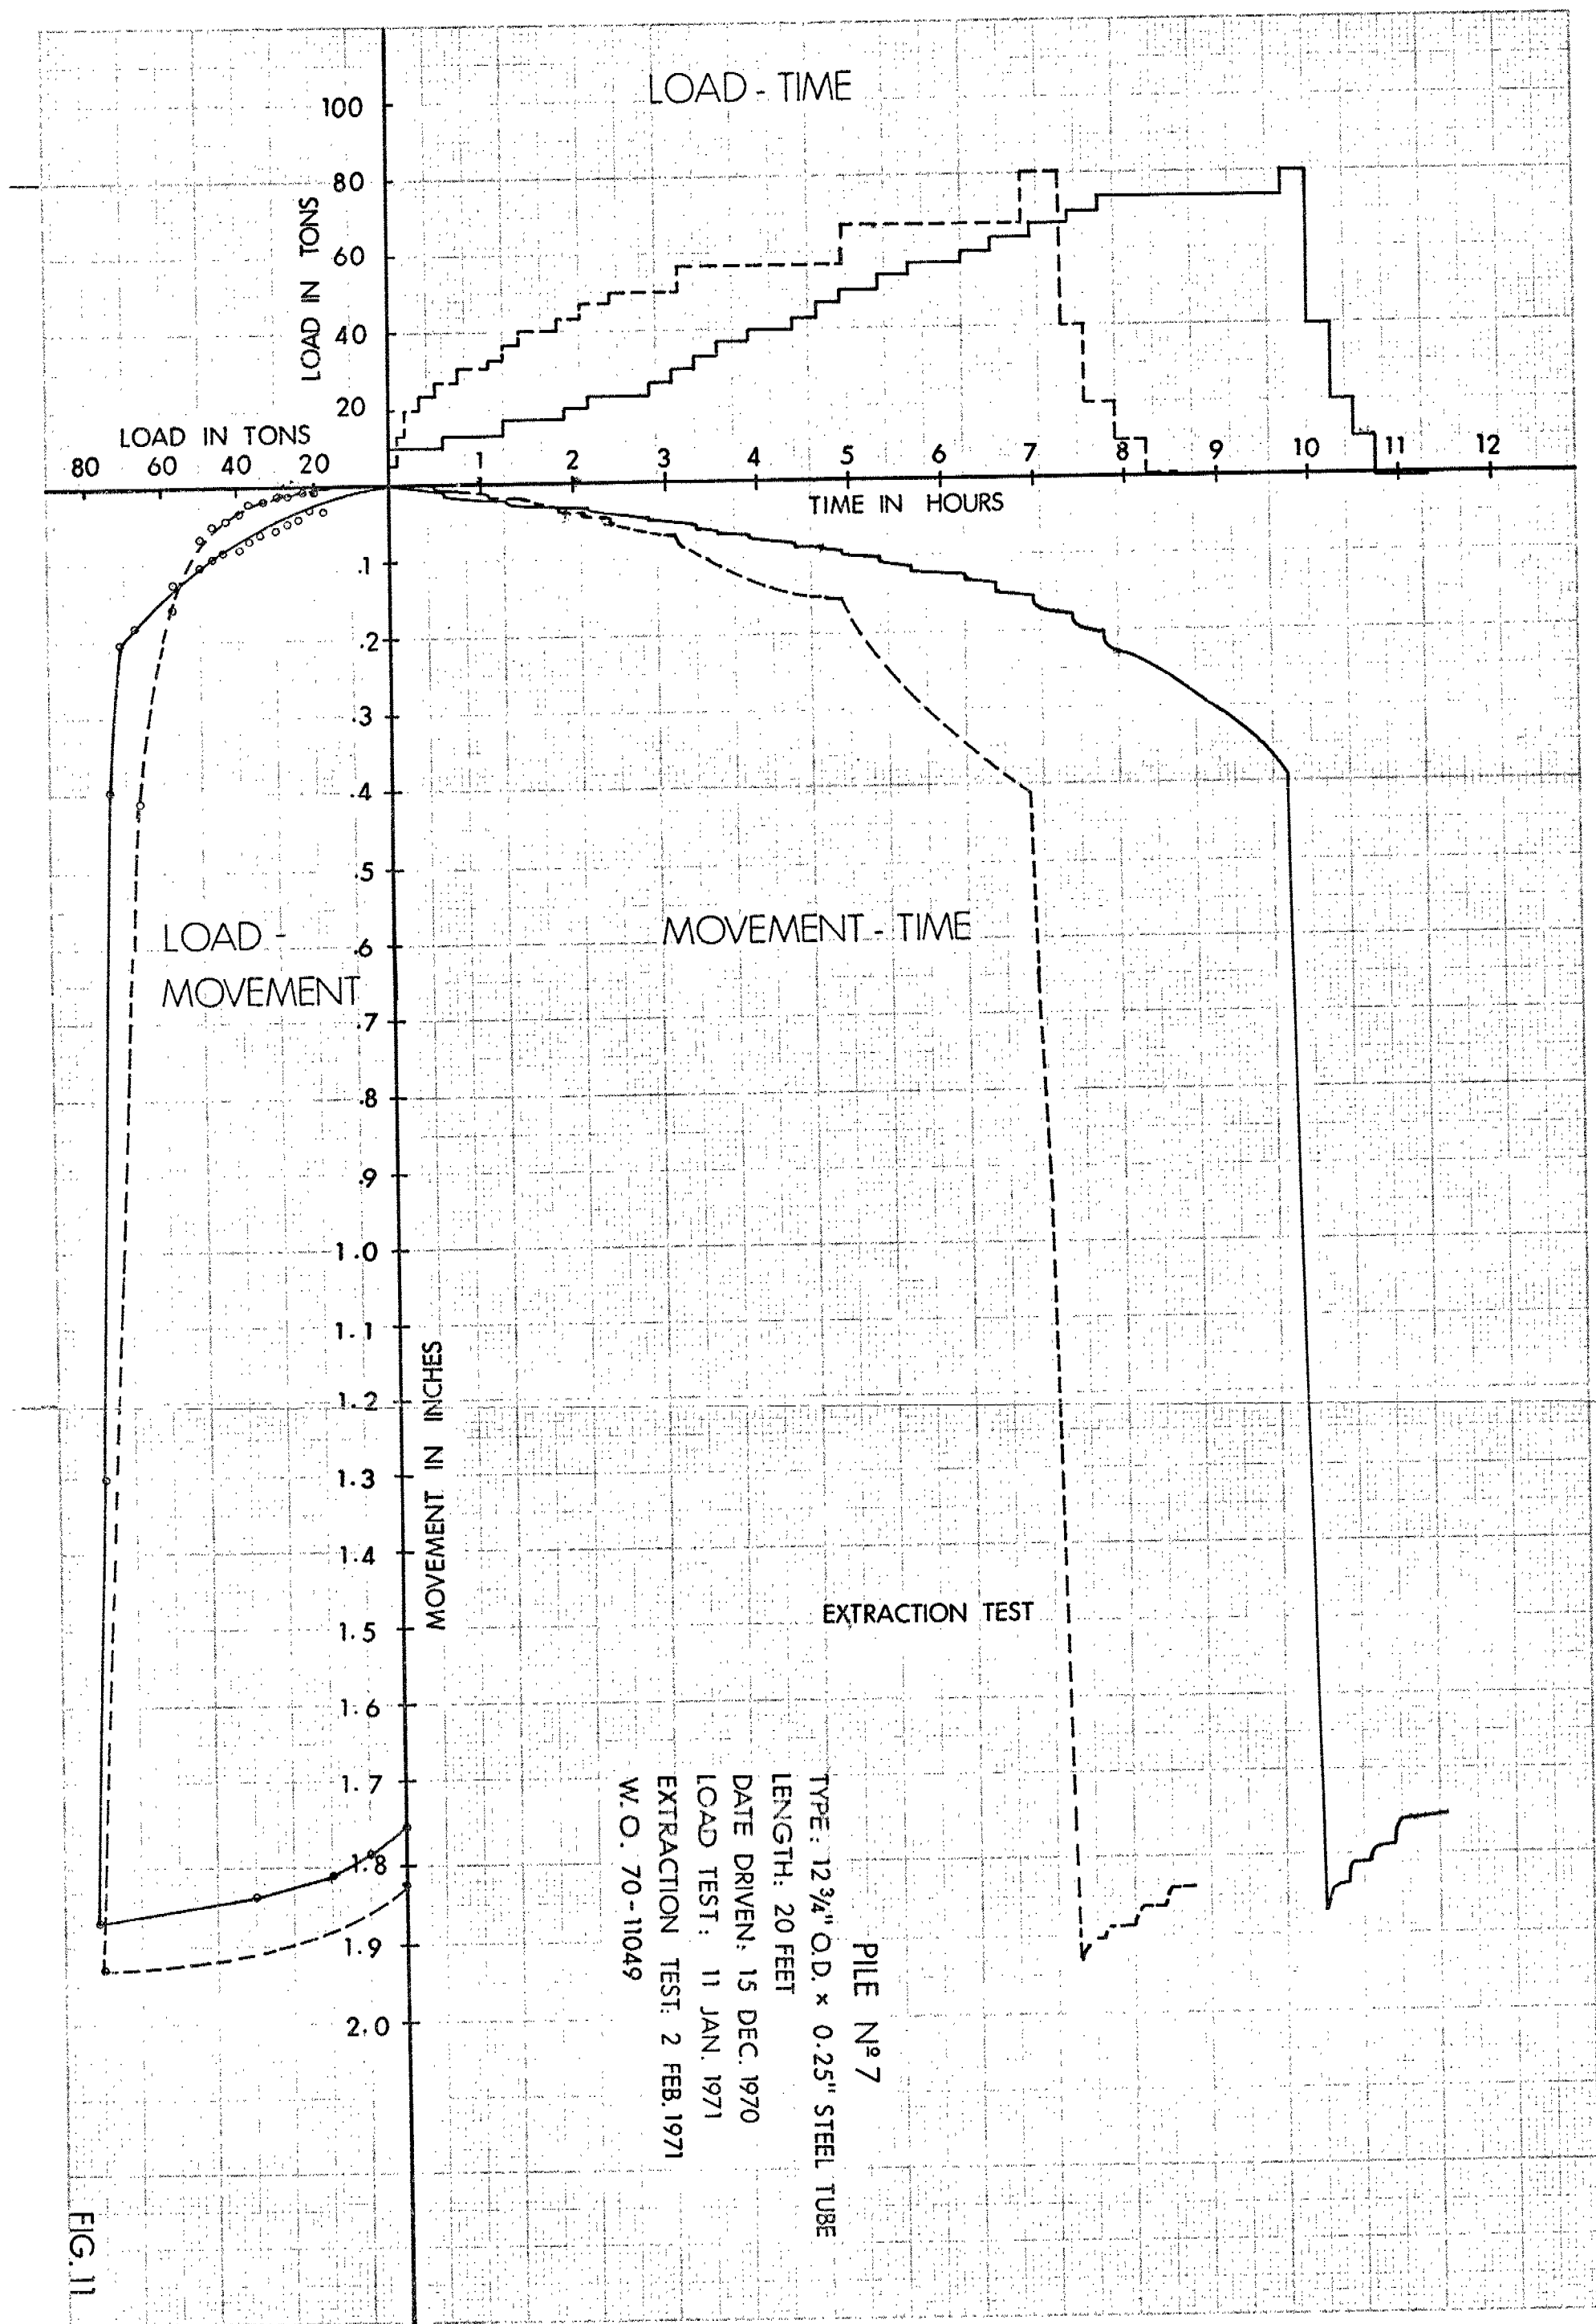 LOAD - TIME
100
80
60
40
20
LOAD IN TONS
LOAD IN TONS
80 60 40 20
1 2 3 4 5 6 7 8 9 10 11 12
TIME IN HOURS
.1
.2
.3
.4
.5
.6
.7
.8
.9
1.0
1.1
1.2
1.3
1.4
1.5
1.6
1.7
1.8
1.9
2.0
MOVEMENT IN INCHES
LOAD -
MOVEMENT
MOVEMENT - TIME
EXTRACTION TEST
PILE Nº 7
TYPE: 12 3/4" O.D. × 0.25" STEEL TUBE
LENGTH: 20 FEET
DATE DRIVEN: 15 DEC. 1970
LOAD TEST: 11 JAN. 1971
EXTRACTION TEST: 2 FEB. 1971
W. O. 70-11049
FIG. 11